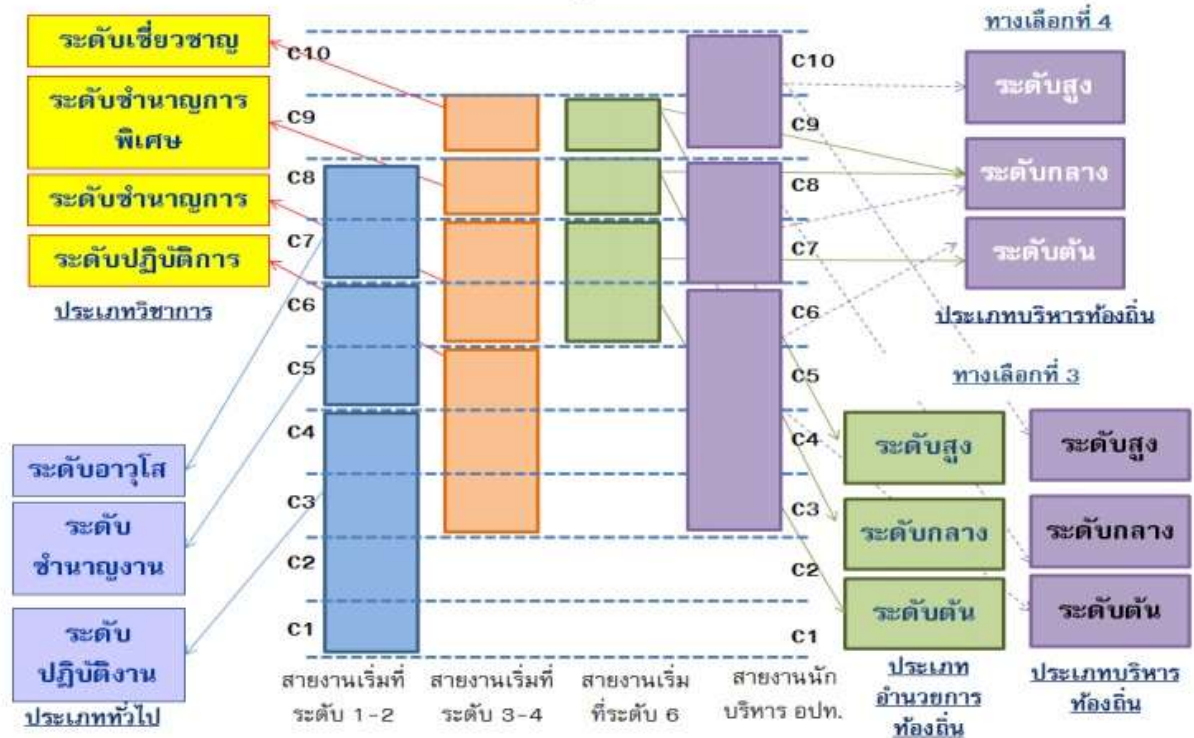 ระดับเชี่ยวชาญ
ระดับชำนาญการ
พิเศษ
ระดับชำนาญการ
ระดับปฏิบัติการ
ประเภทวิชาการ
ระดับอาวุโส
ระดับ
ชำนาญงาน
ระดับ
ปฏิบัติงาน
ประเภททั่วไป
C10
C9
C8
C7
C6
C5
C4
C3
C2
C1
สายงานเริ่มที่
ระดับ 1-2
สายงานเริ่มที่
ระดับ 3-4
สายงานเริ่ม
ที่ระดับ 6
สายงานนัก
บริหาร อปท.
C10
C9
C8
C7
C6
C5
C4
C3
C2
C1
ทางเลือกที่ 4
ระดับสูง
ระดับกลาง
ระดับต้น
ประเภทบริหารท้องถิ่น
ทางเลือกที่ 3
ระดับสูง
ระดับกลาง
ระดับต้น
ประเภท
อำนวยการ
ท้องถิ่น
ระดับสูง
ระดับกลาง
ระดับต้น
ประเภทบริหาร
ท้องถิ่น